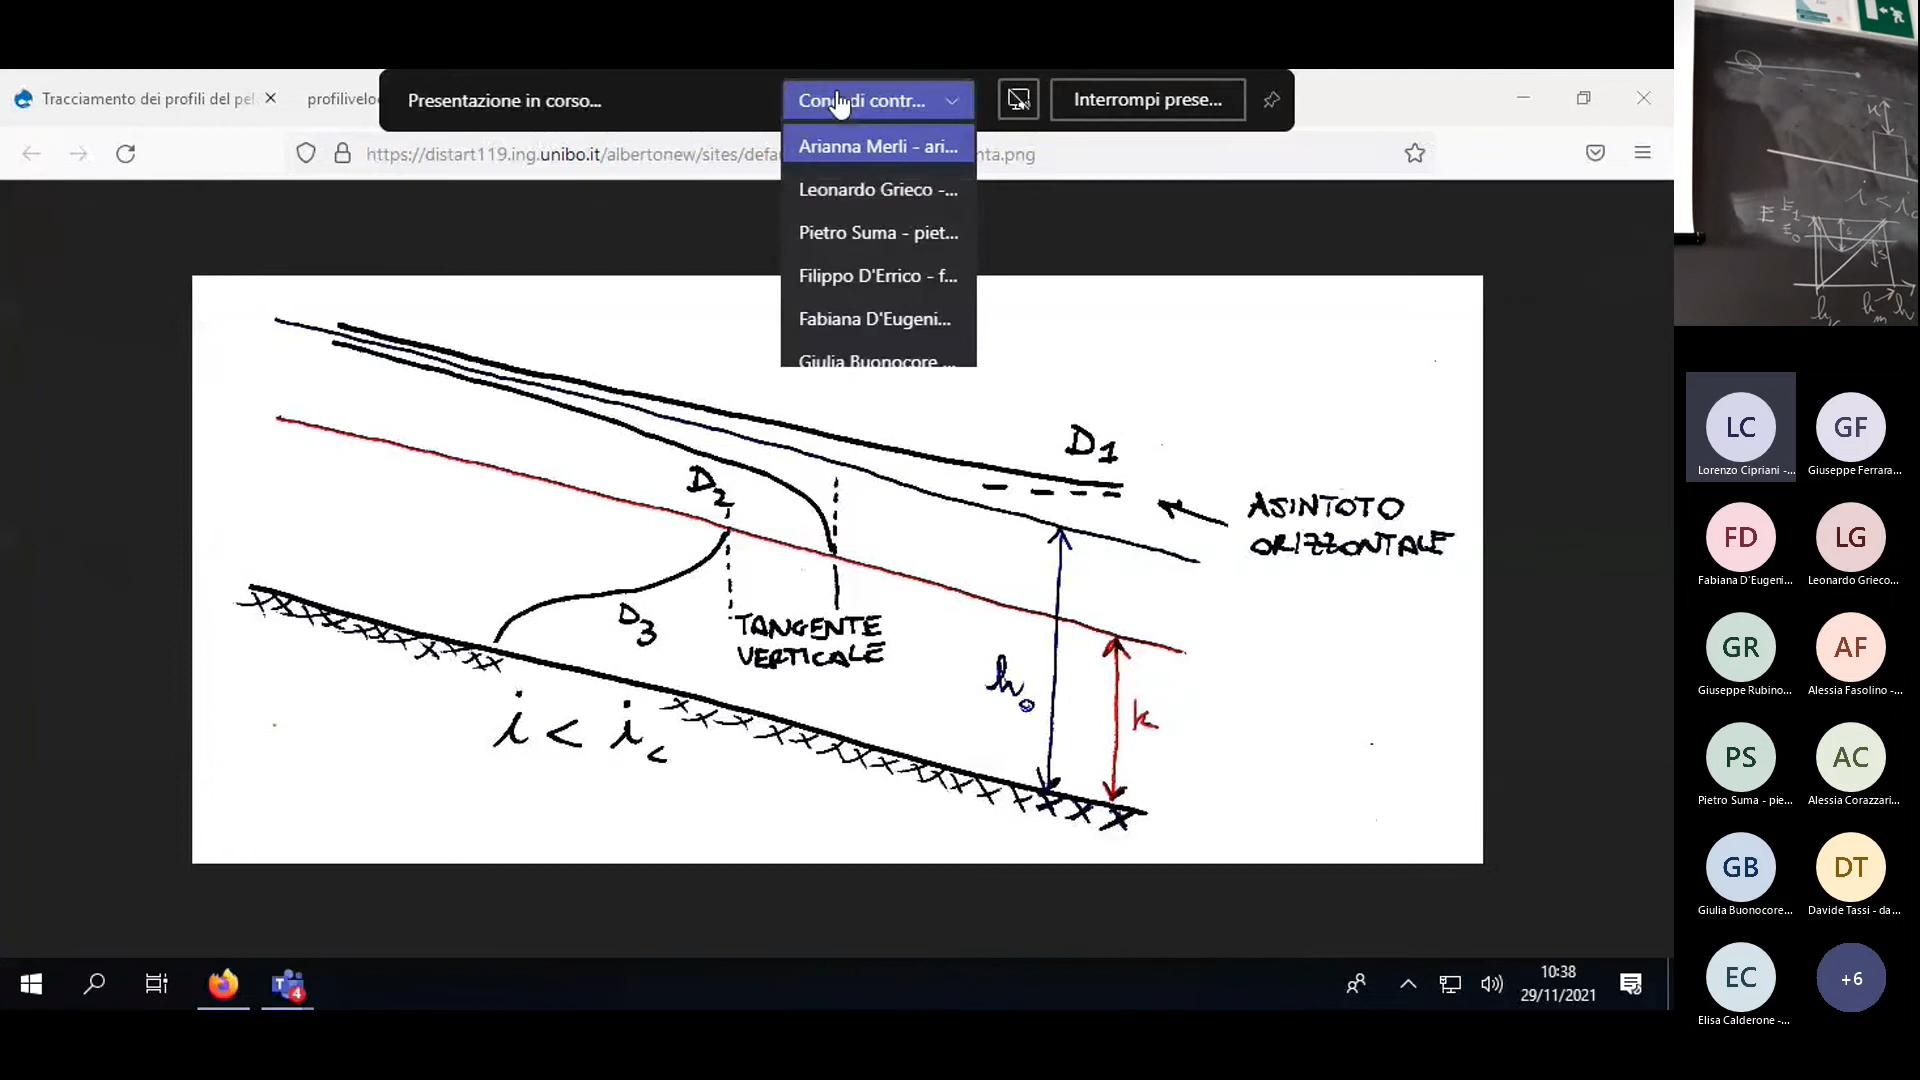 Tracciamento dei profili del pel
profilivelo
Presentazione in corso...
contr...
Interrompi prese...
Arianna Merli - ari...
Leonardo Grieco -...
Pietro Suma - piet...
Filippo D'Errico - f...
Fabiana D'Eugeni...
Giulia Buonocore ...
https://distart119.ing.unibo.it/albertonew/sites/defa
nta.png
D1
D2
ASINTOTO
ORIZZONTALE
D3
TANGENTE
VERTICALE
h0
k
i < ic
i < ic
E
LC
Lorenzo Cipriani -...
GF
Giuseppe Ferrara...
FD
Fabiana D'Eugeni...
LG
Leonardo Grieco...
GR
Giuseppe Rubino...
AF
Alessia Fasolino -...
PS
Pietro Suma - pie...
AC
Alessia Corazzari...
GB
Giulia Buonocore...
DT
Davide Tassi - da...
EC
Elisa Calderone -...
+6
4
10:38
29/11/2021